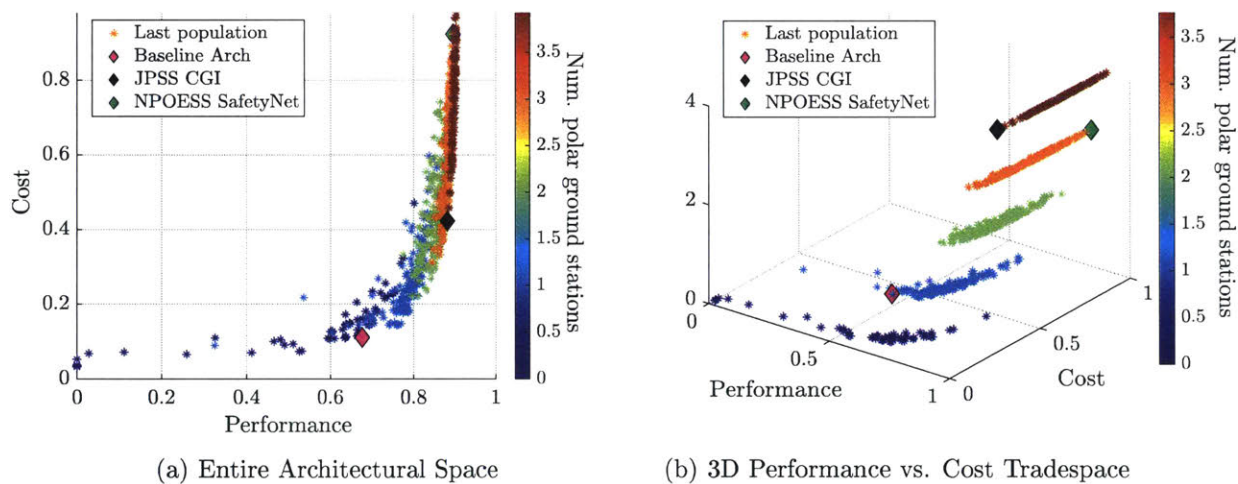 Last population
Baseline Arch
JPSS CGI
NPOESS SafetyNet
Cost
0.8
0.6
0.4
0.2
0
0 0.2 0.4 0.6 0.8 1
Performance
3.5
3
2.5
2
1.5
1
0.5
0
Num. polar ground stations
(a) Entire Architectural Space
Last population
Baseline Arch
JPSS CGI
NPOESS SafetyNet
4
2
0
0
0.5
1
Performance
0
0.5
1
Cost
3.5
3
2.5
2
1.5
1
0.5
0
Num. polar ground stations
(b) 3D Performance vs. Cost Tradespace